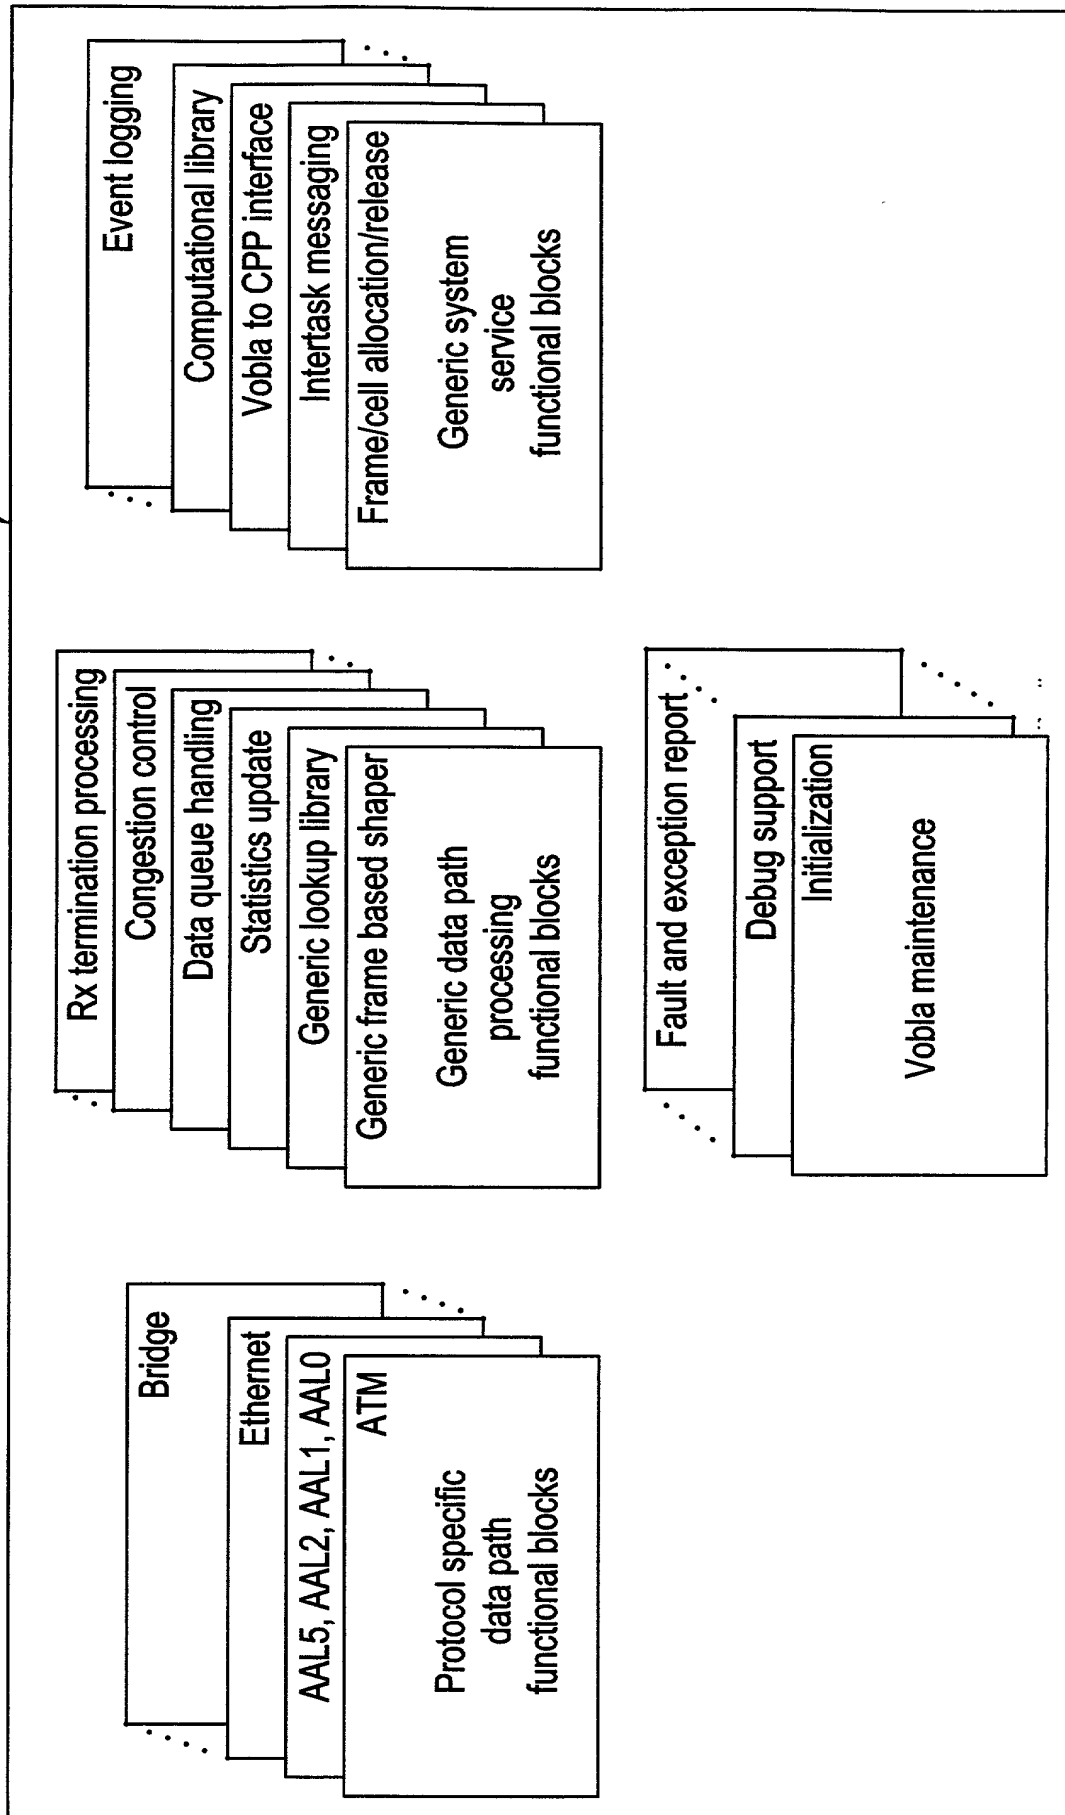 Bridge
Ethernet
AAL5, AAL2, AAL1, AAL0
ATM
Protocol specific
data path
functional blocks
Rx termination processing
Congestion control
Data queue handling
Statistics update
Generic lookup library
Generic frame based shaper
Generic data path
processing
functional blocks
Event logging
Computational library
Vobla to CPP interface
Intertask messaging
Frame/cell allocation/release
Generic system
service
functional blocks
Fault and exception report
Debug support
Initialization
Vobla maintenance